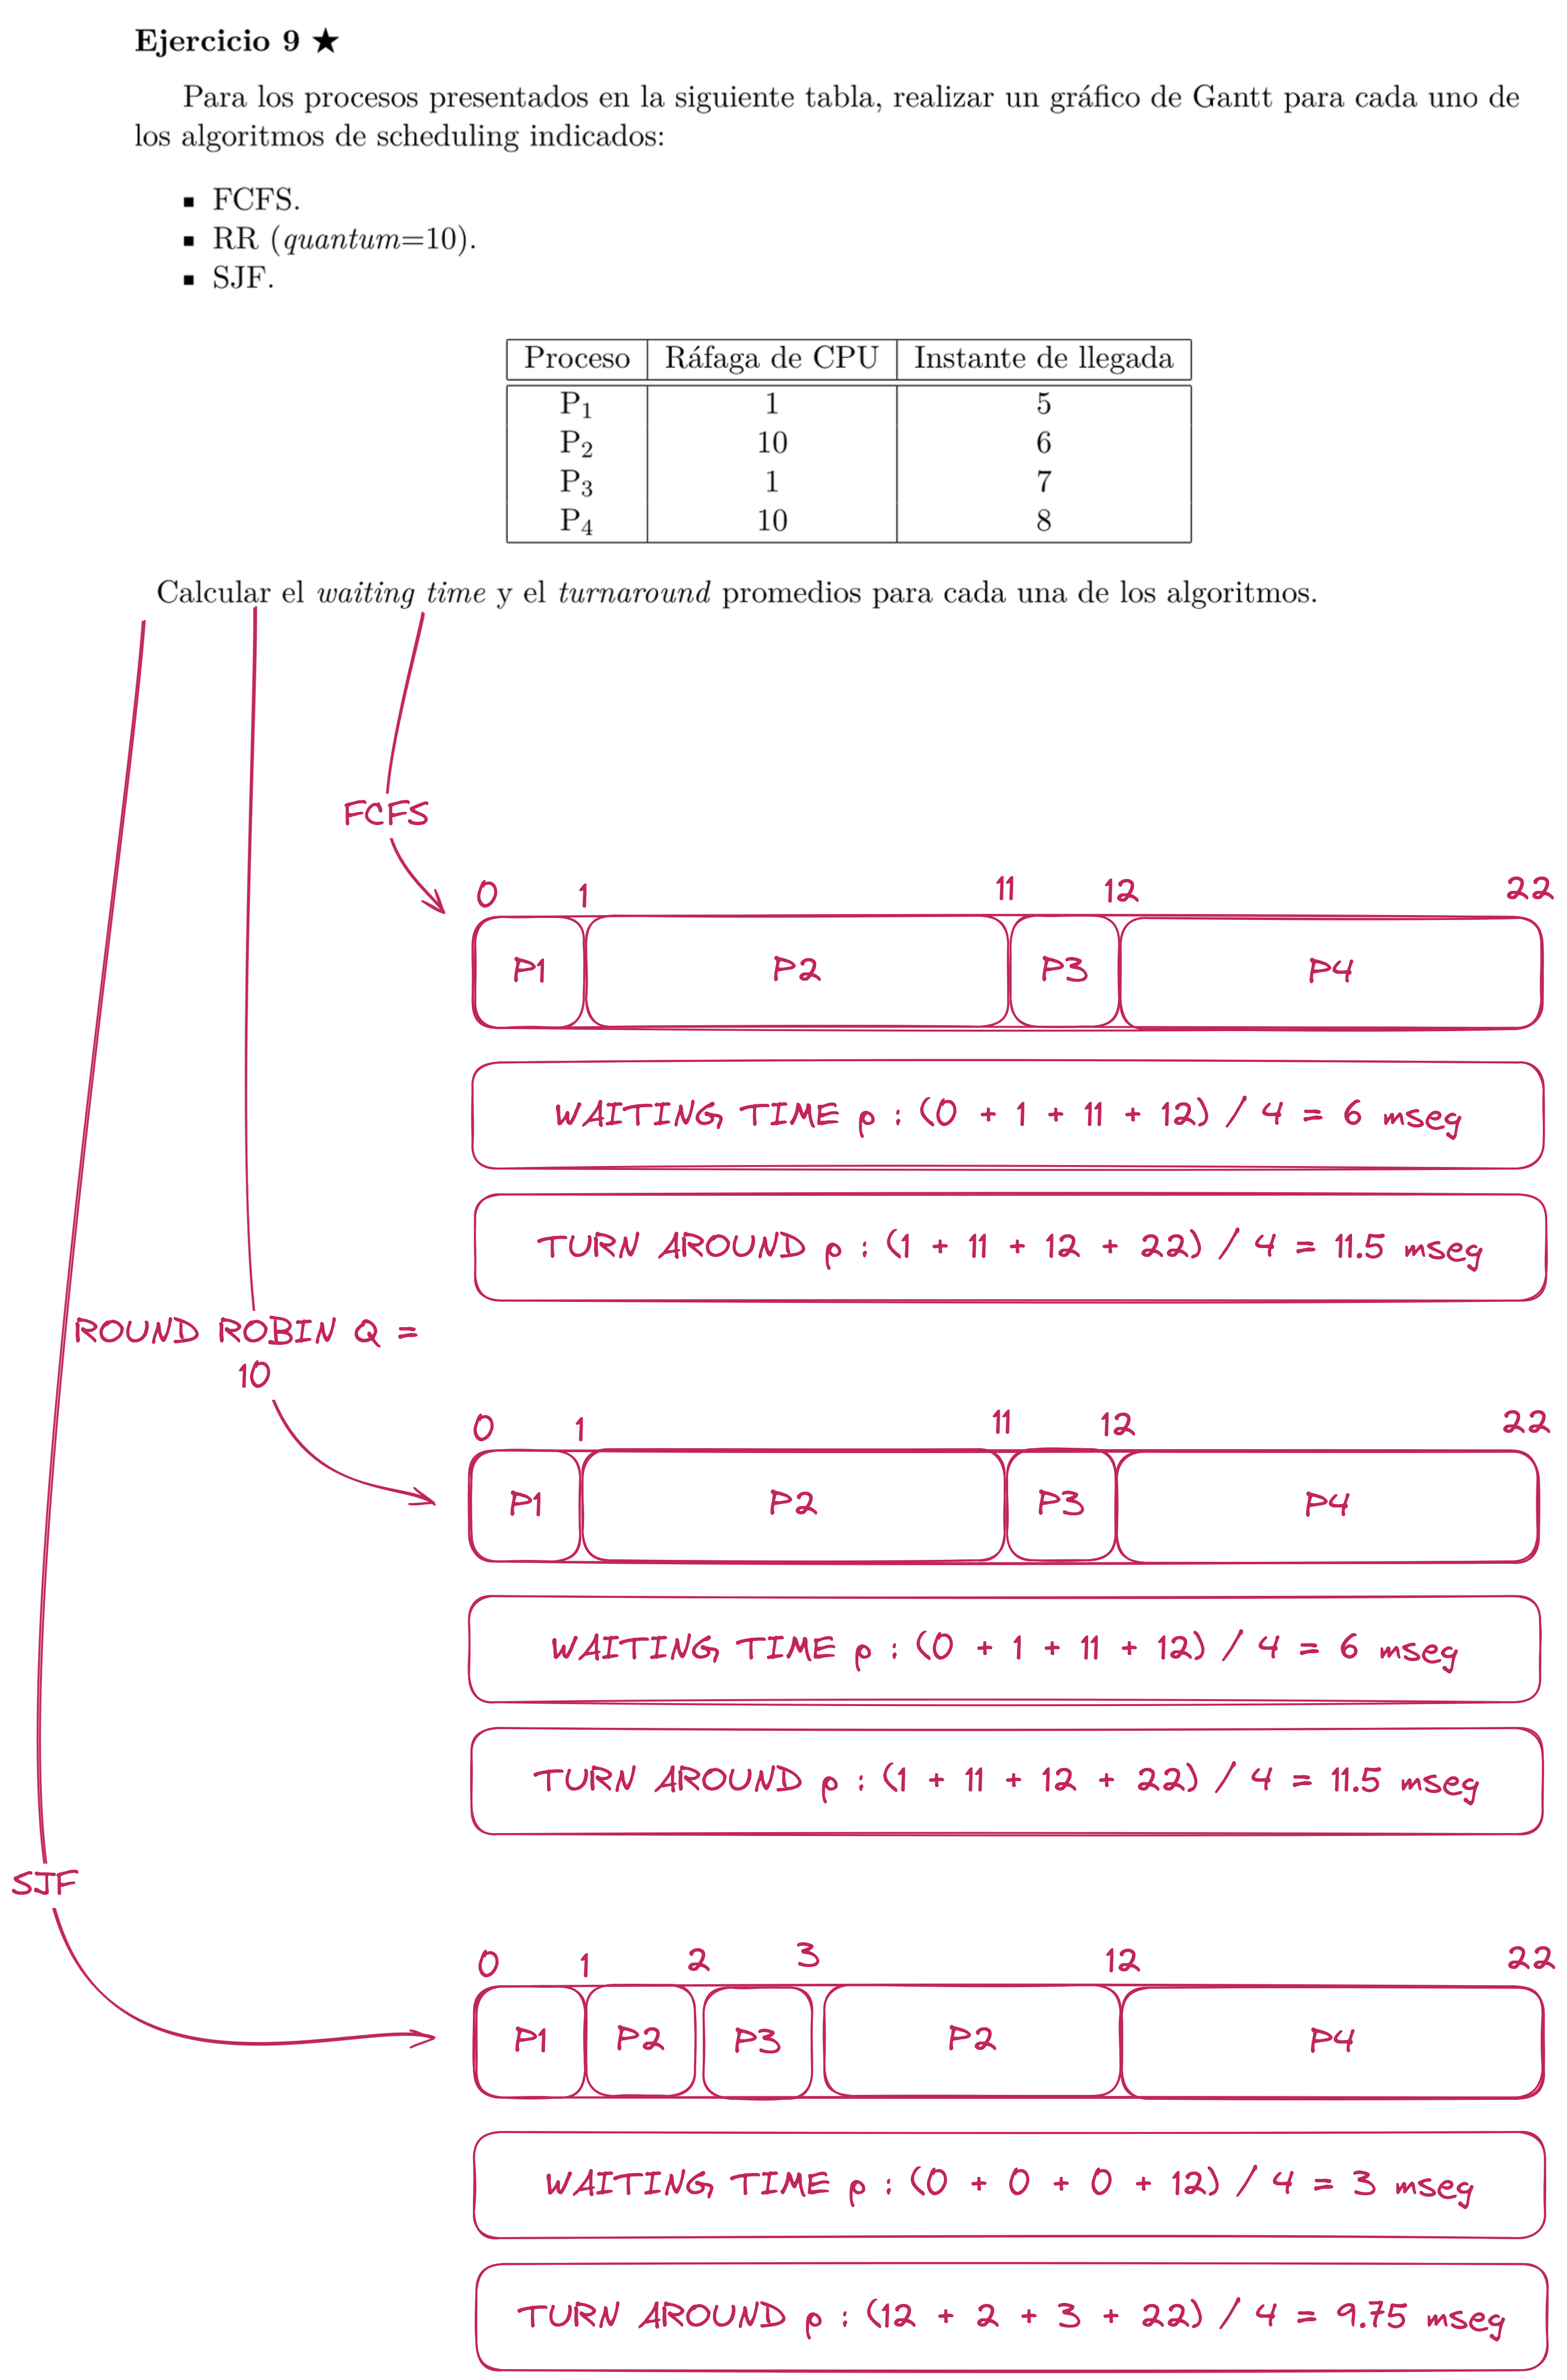 Ejercicio 9 ★
Para los procesos presentados en la siguiente tabla, realizar un gráfico de Gantt para cada uno de
los algoritmos de scheduling indicados:
▪ FCFS.
▪ RR (quantum=10).
▪ SJF.
Proceso Ráfaga de CPU Instante de llegada
P₁ 1 5
P₂ 10 6
P₃ 1 7
P₄ 10 8
Calcular el waiting time y el turnaround promedios para cada una de los algoritmos.
FCFS
0 1 11 12 22
P1 P2 P3 P4
WAITING TIME p : (0 + 1 + 11 + 12) / 4 = 6 mseg
TURN AROUND p : (1 + 11 + 12 + 22) / 4 = 11.5 mseg
ROUND ROBIN Q =
10
0 1 11 12 22
P1 P2 P3 P4
WAITING TIME p : (0 + 1 + 11 + 12) / 4 = 6 mseg
TURN AROUND p : (1 + 11 + 12 + 22) / 4 = 11.5 mseg
SJF
0 1 2 3 12 22
P1 P2 P3 P2 P4
WAITING TIME p : (0 + 0 + 0 + 12) / 4 = 3 mseg
TURN AROUND p : (12 + 2 + 3 + 22) / 4 = 9.75 mseg